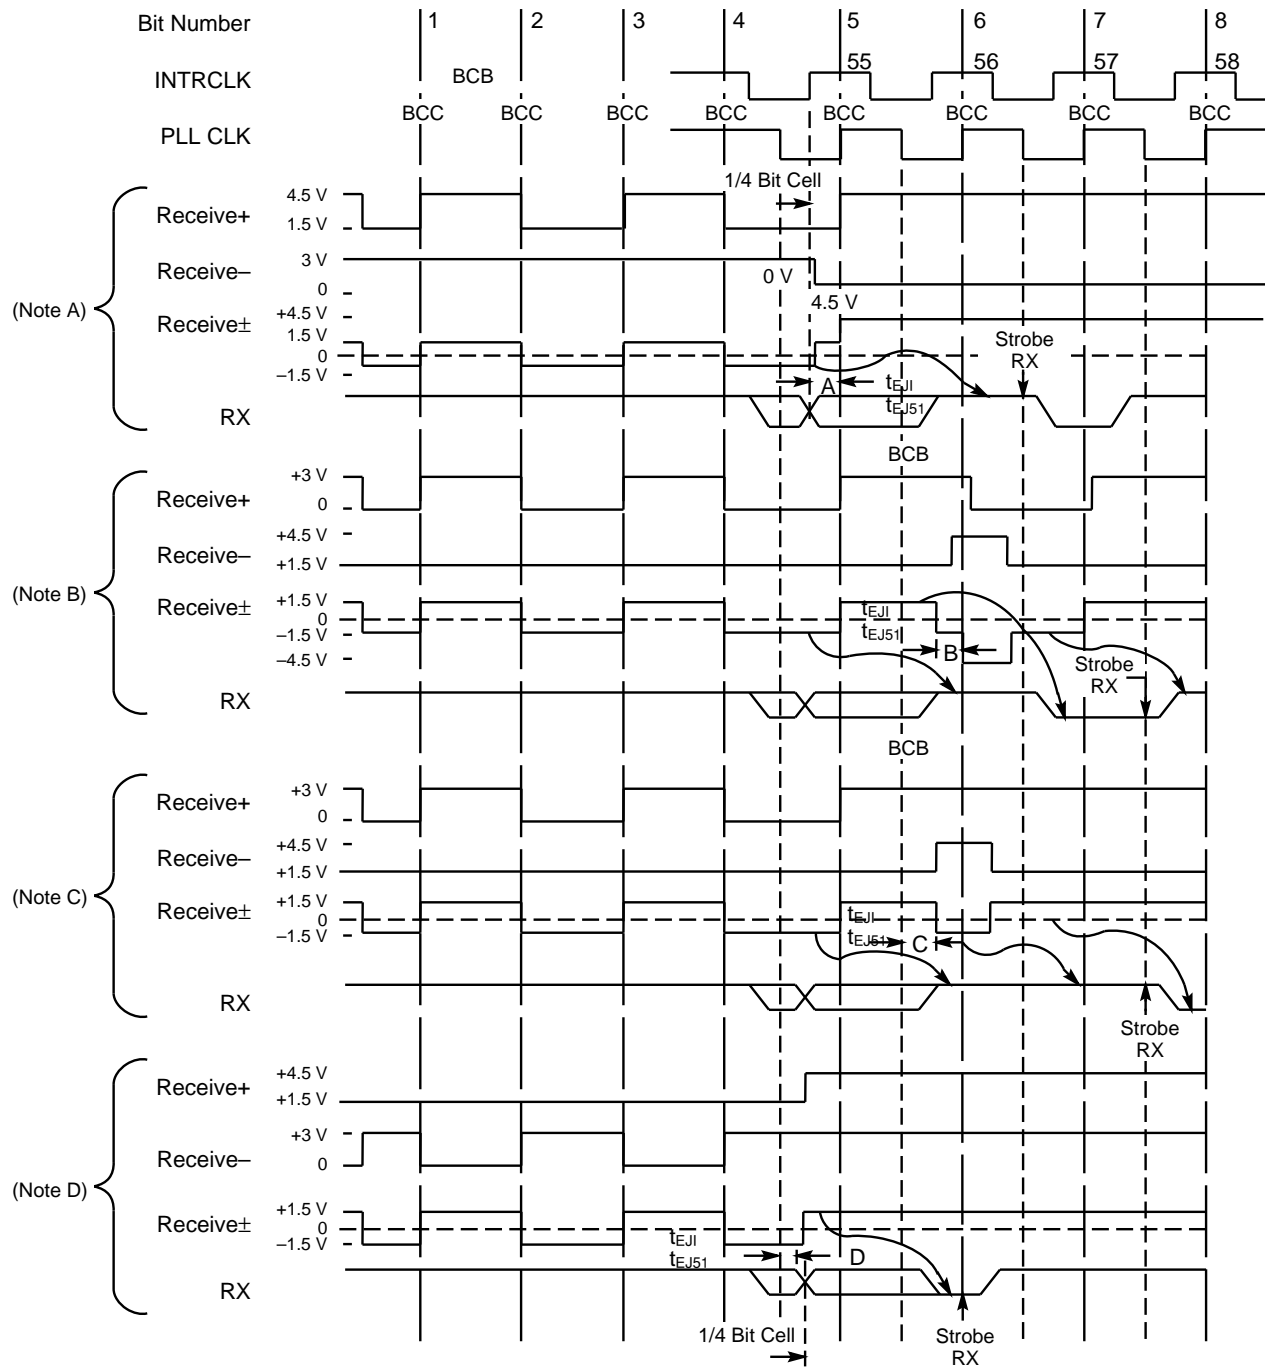 Bit Number 1 2 3 4 5 6 7 8
INTRCLK BCB 55 56 57 58
BCC BCC BCC BCC BCC BCC BCC BCC
PLL CLK
1/4 Bit Cell
(Note A)
Receive+ 4.5 V
1.5 V
Receive– 3 V
0
0 V
Receive± +4.5 V
4.5 V
1.5 V
0
–1.5 V
Strobe
RX
A tEJI
tEJ51
RX
BCB
(Note B)
Receive+ +3 V
0
Receive– +4.5 V
+1.5 V
Receive± +1.5 V
0
–1.5 V
–4.5 V
tEJI
tEJ51
B
Strobe
RX
RX
BCB
(Note C)
Receive+ +3 V
0
Receive– +4.5 V
+1.5 V
Receive± +1.5 V
0
–1.5 V
tEJI
tEJ51
C
RX
Strobe
RX
(Note D)
Receive+ +4.5 V
+1.5 V
Receive– +3 V
0
Receive± +1.5 V
0
–1.5 V
tEJI
tEJ51
D
RX
1/4 Bit Cell
Strobe
RX